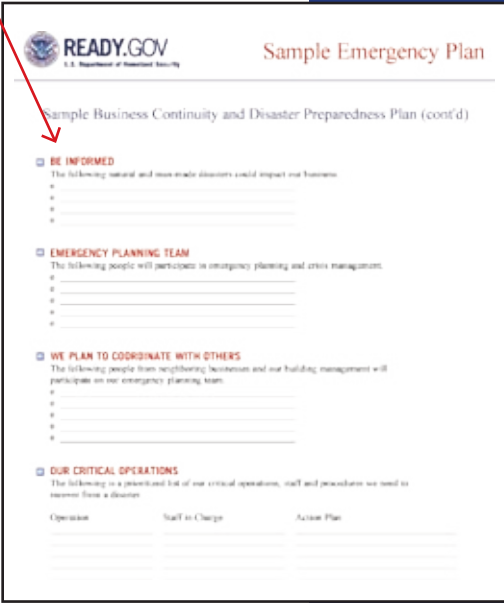 READY.GOV
U.S. Department of Homeland Security
Sample Emergency Plan
Sample Business Continuity and Disaster Preparedness Plan (cont'd)
BE INFORMED
The following natural and man-made disasters could impact our business.
EMERGENCY PLANNING TEAM
The following people will participate in emergency planning and crisis management.
WE PLAN TO COORDINATE WITH OTHERS
The following people from neighboring businesses and our building management will
participate on our emergency planning team.
OUR CRITICAL OPERATIONS
The following is a prioritized list of our critical operations, staff and procedures we need to
recover from a disaster.
Operation
Staff in Charge
Action Plan